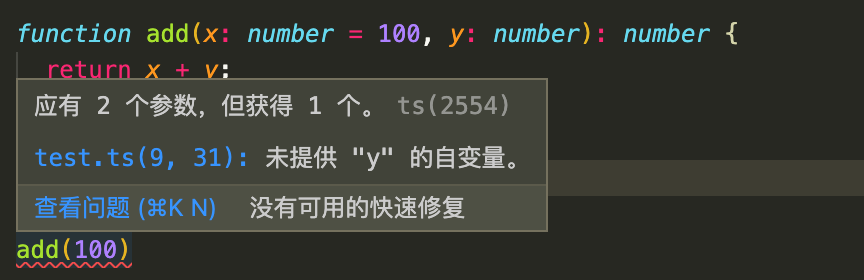 function add(x: number = 100, y: number): number {
return x + y;
应有 2 个参数，但获得 1 个。 ts(2554)
test.ts(9, 31): 未提供 "y" 的自变量。
查看问题 (⌘K N) 没有可用的快速修复
add(100)